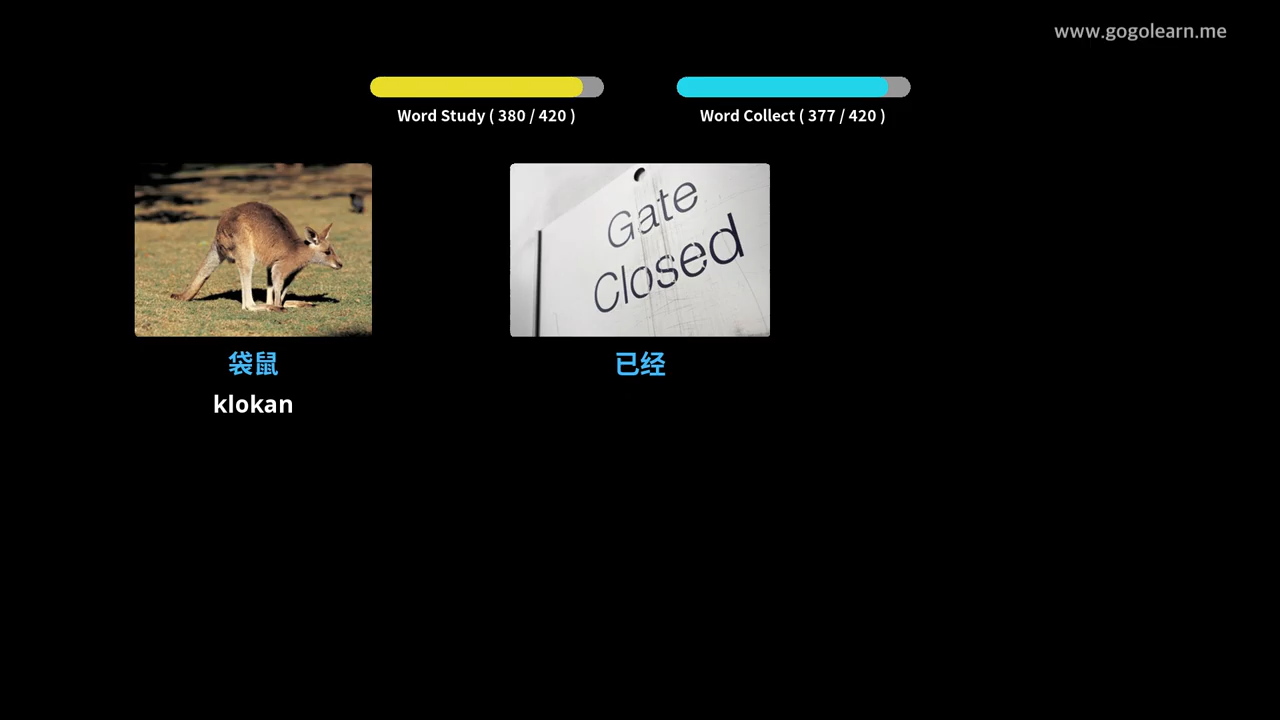 www.gogolearn.me
Word Study ( 380 / 420 )
Word Collect ( 377 / 420 )
Gate
Closed
袋鼠
已经
klokan